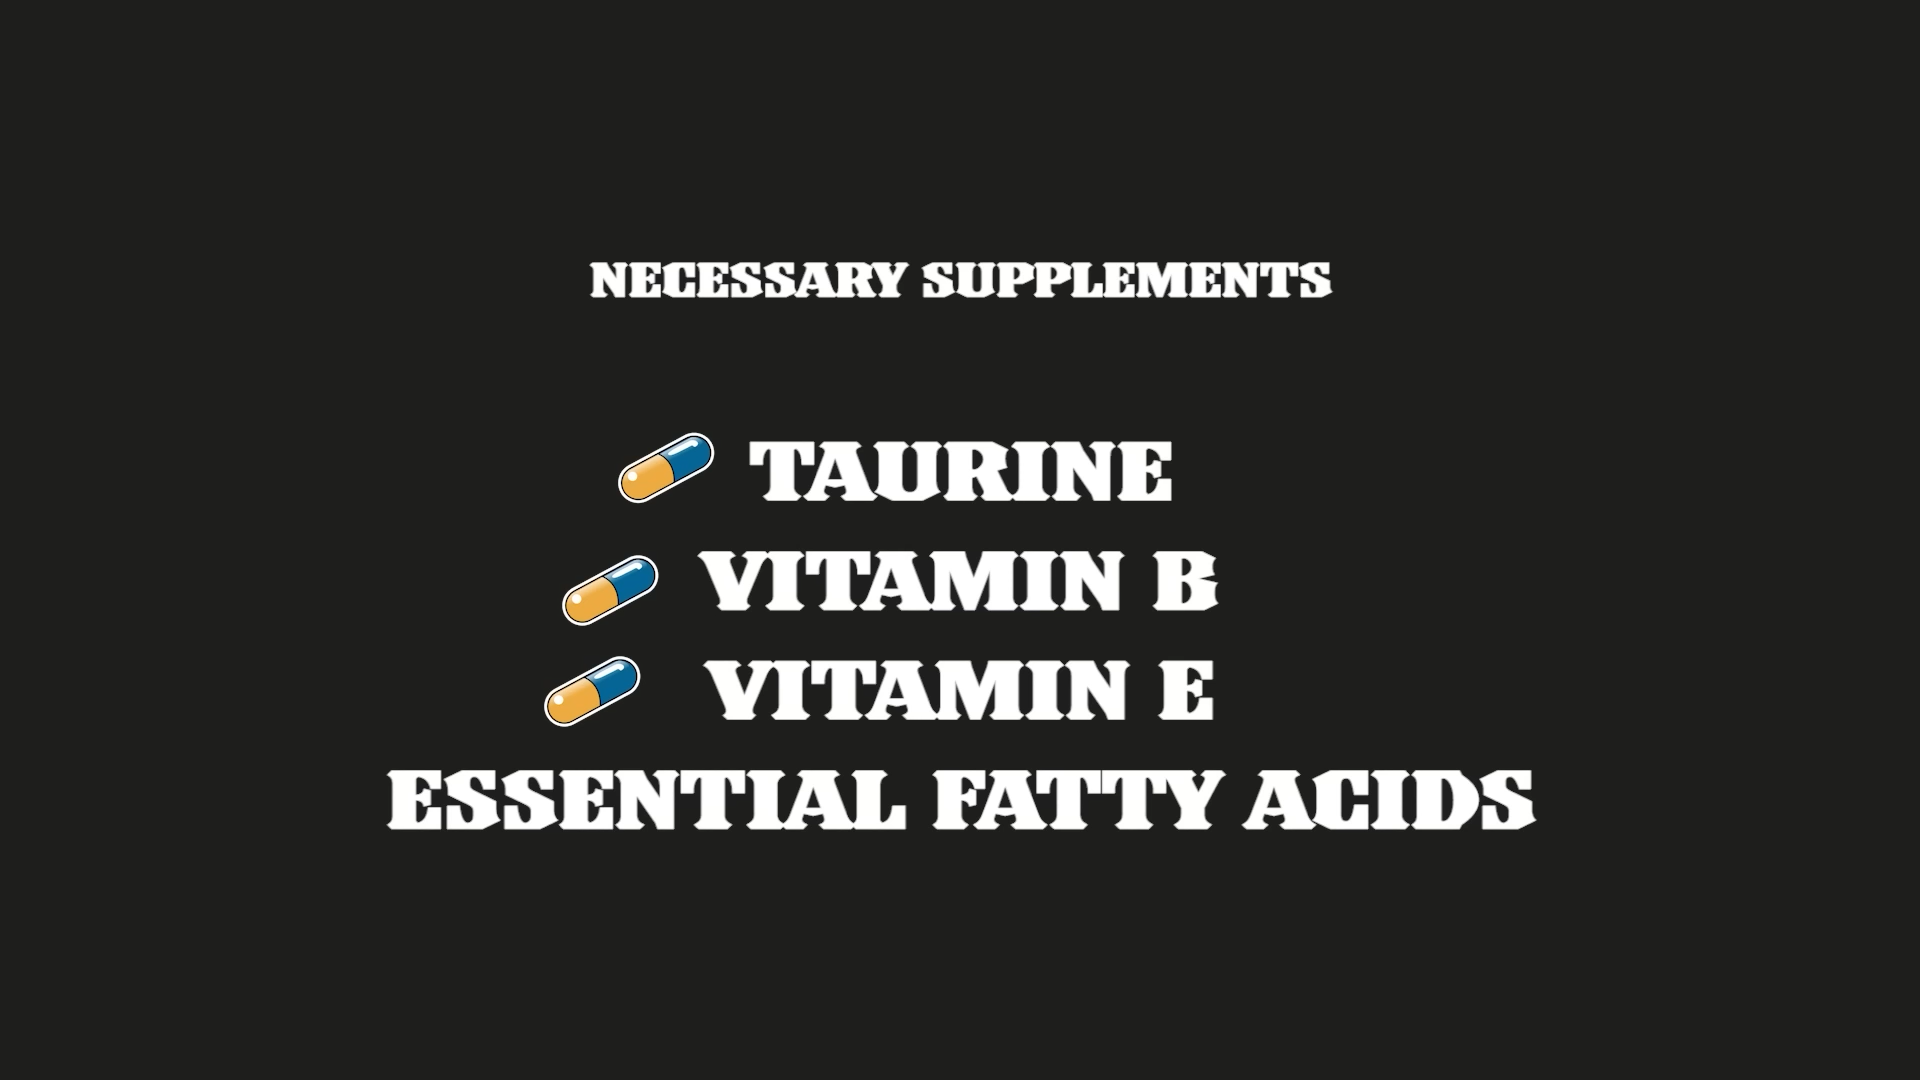 NECESSARY SUPPLEMENTS
TAURINE
VITAMIN B
VITAMIN E
ESSENTIAL FATTY ACIDS